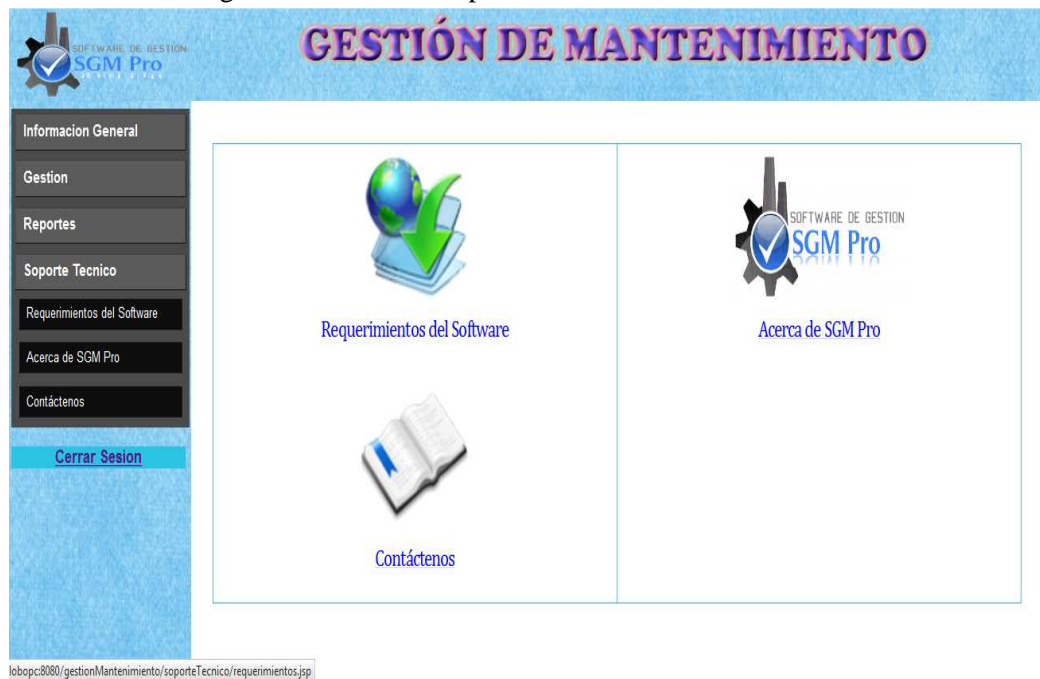 SOFTWARE DE GESTION
SGM Pro
GESTIÓN DE MANTENIMIENTO
Informacion General
Gestion
Reportes
Soporte Tecnico
Requerimientos del Software
Acerca de SGM Pro
Contáctenos
Cerrar Sesion
Requerimientos del Software
SOFTWARE DE GESTION
SGM Pro
Acerca de SGM Pro
Contáctenos
lobopc:8080/gestionMantenimiento/soporteTecnico/requerimientos.jsp